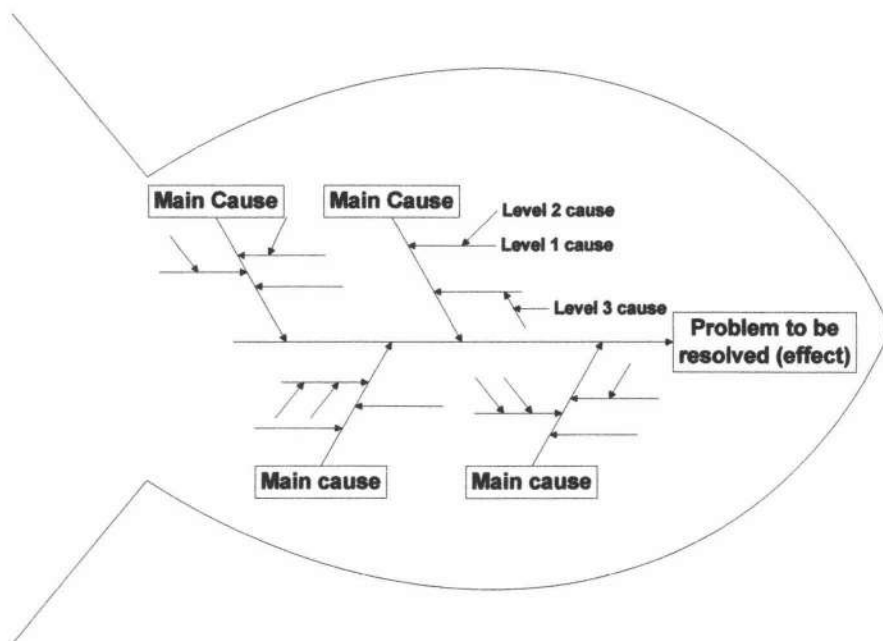 Main Cause
Main Cause
Level 2 cause
Level 1 cause
Level 3 cause
Problem to be
resolved (effect)
Main cause
Main cause